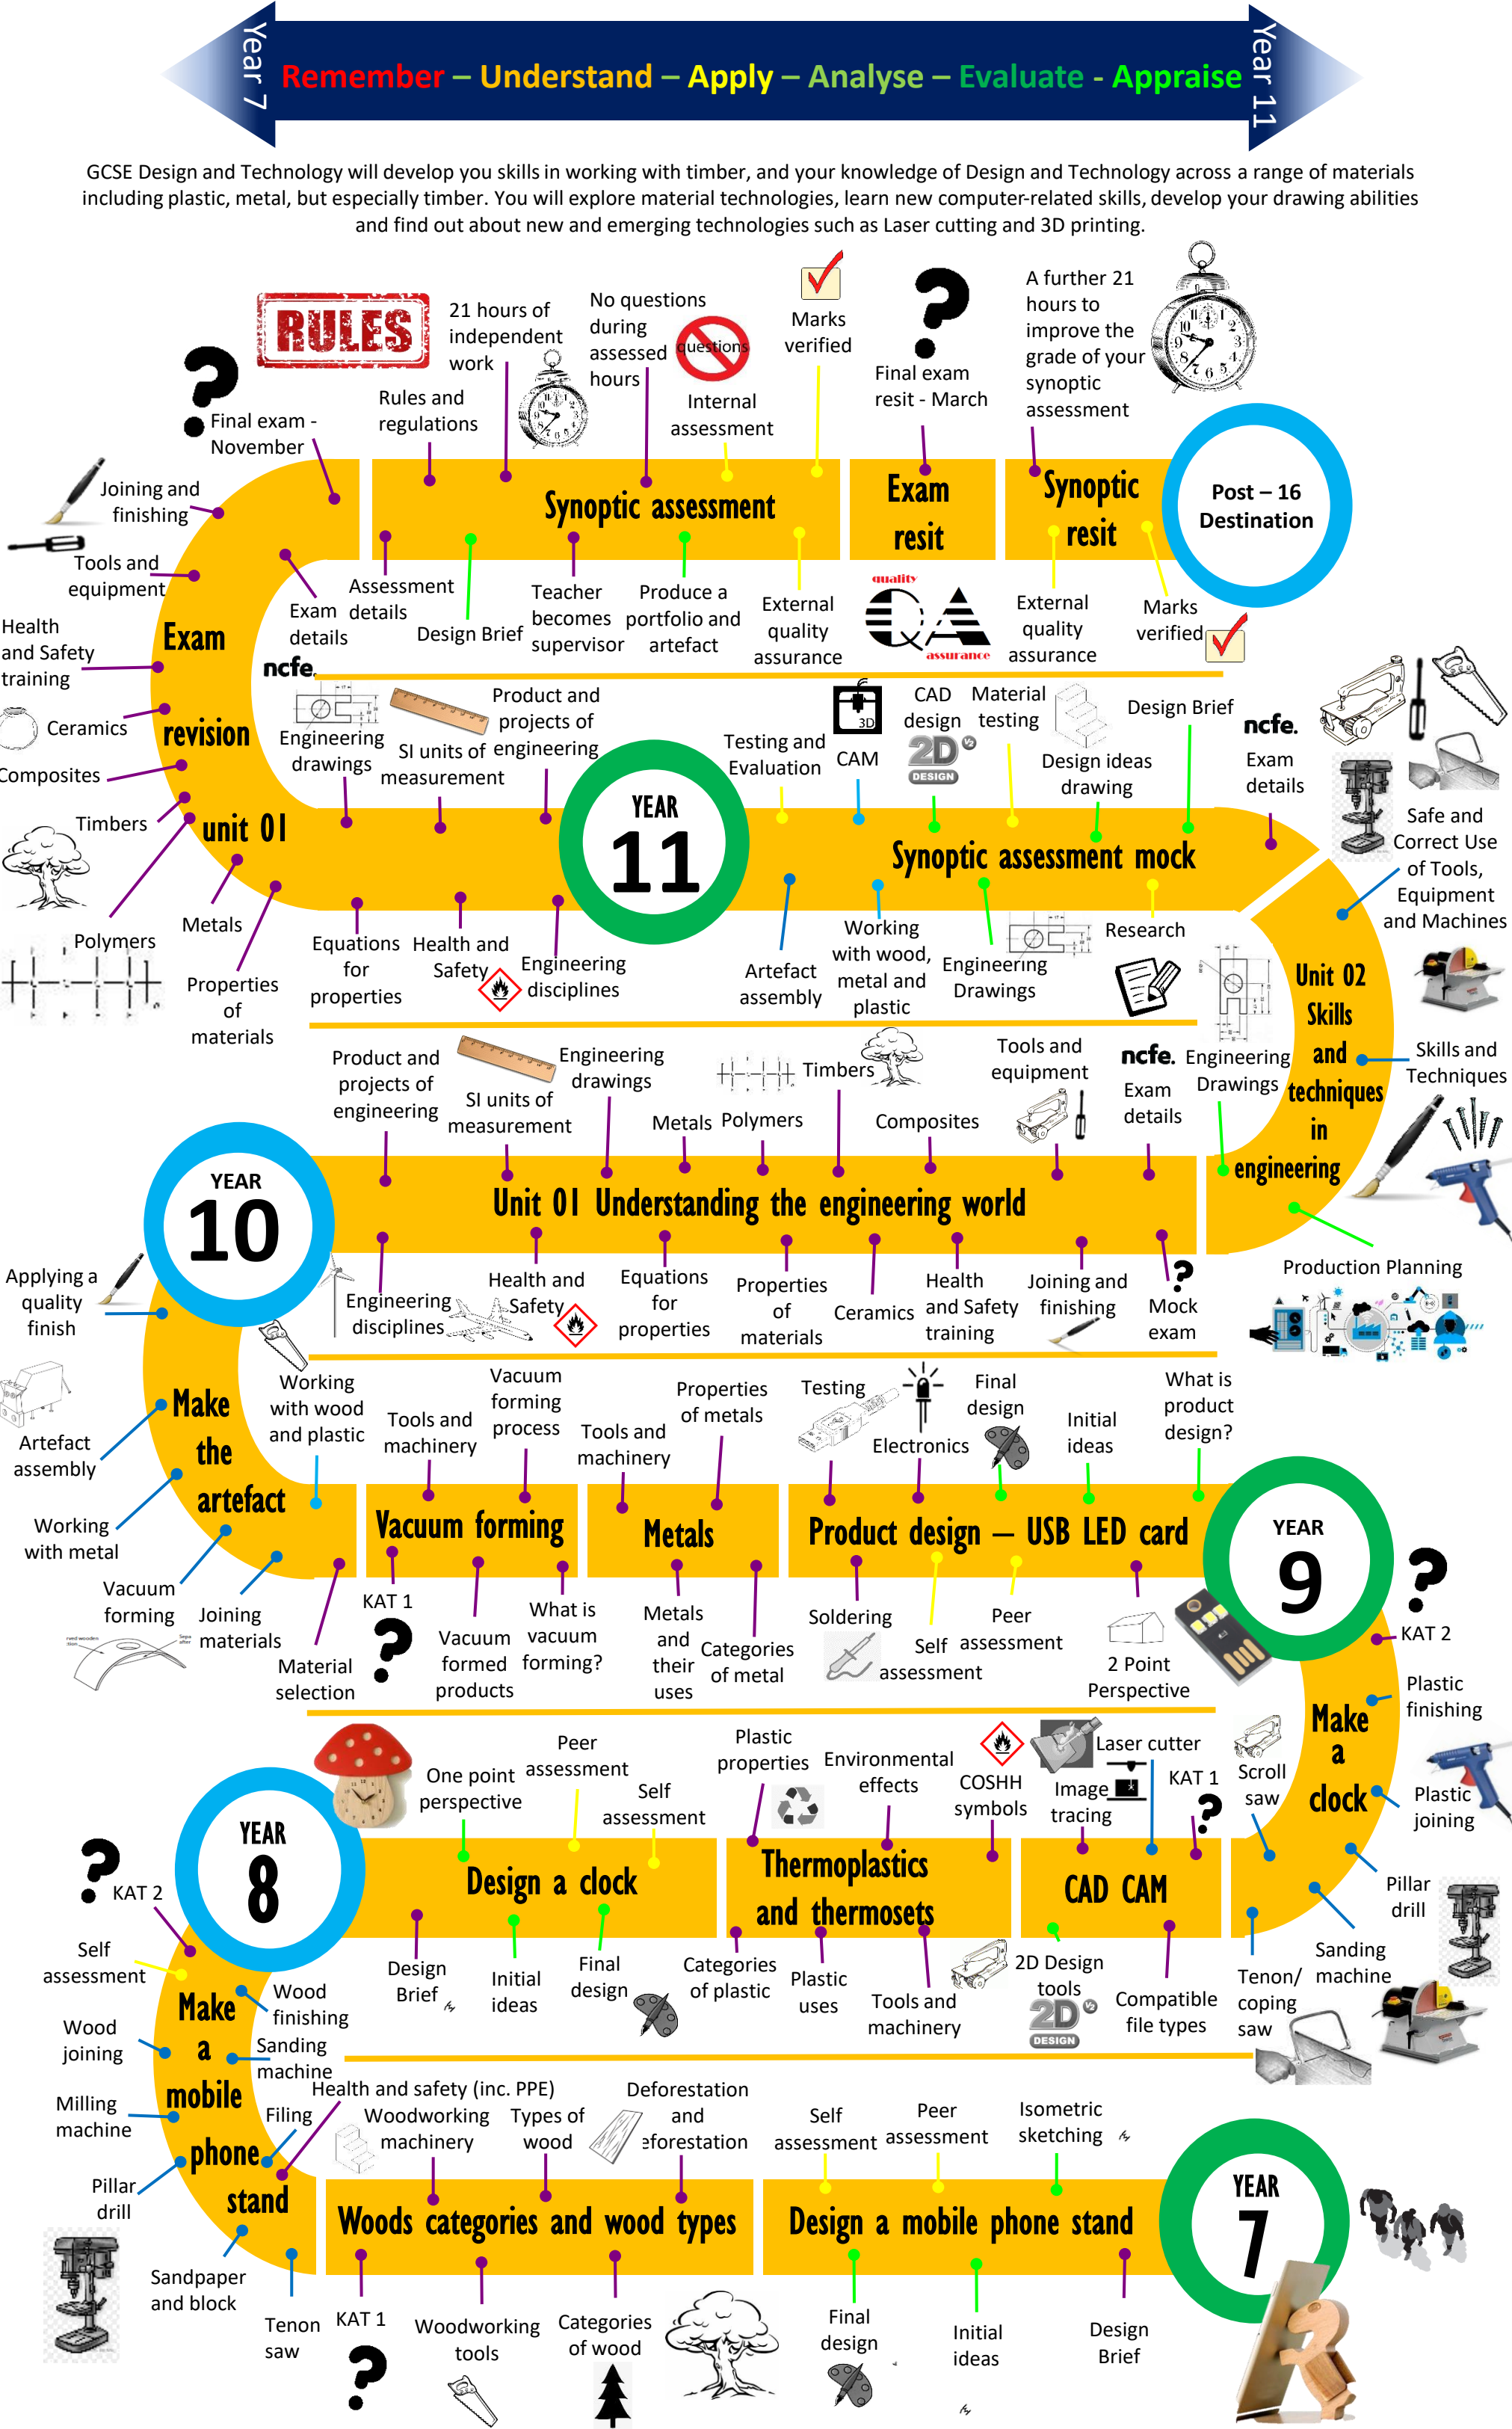 Year 7
Remember – Understand – Apply – Analyse – Evaluate - Appraise
Year 11
GCSE Design and Technology will develop you skills in working with timber, and your knowledge of Design and Technology across a range of materials
including plastic, metal, but especially timber. You will explore material technologies, learn new computer-related skills, develop your drawing abilities
and find out about new and emerging technologies such as Laser cutting and 3D printing.
RULES
21 hours of
independent
work
No questions
during
assessed
hours
questions
Marks
verified
Final exam
resit - March
A further 21
hours to
improve the
grade of your
synoptic
assessment
Final exam -
November
Rules and
regulations
Internal
assessment
Synoptic assessment
Exam
resit
Synoptic
resit
Post – 16
Destination
Joining and
finishing
Tools and
equipment
Health
and Safety
training
Ceramics
Composites
Timbers
Polymers
Metals
Properties
of
materials
Exam
revision
unit 01
Exam
details
Assessment
details
Design Brief
Teacher
becomes
supervisor
Produce a
portfolio and
artefact
External
quality
assurance
quality
QA
assurance
External
quality
assurance
Marks
verified
ncfe.
Engineering
drawings
SI units of
measurement
Product and
projects of
engineering
YEAR
11
Testing and
Evaluation
3D
CAM
CAD
design
2D V2
DESIGN
Material
testing
Design ideas
drawing
Design Brief
ncfe.
Exam
details
Synoptic assessment mock
Safe and
Correct Use
of Tools,
Equipment
and Machines
Equations
for
properties
Health and
Safety
Engineering
disciplines
Artefact
assembly
Working
with wood,
metal and
plastic
Engineering
Drawings
Research
Unit 02
Skills
and
techniques
in
engineering
Skills and
Techniques
Product and
projects of
engineering
SI units of
measurement
Engineering
drawings
Metals
Polymers
Timbers
Composites
Tools and
equipment
ncfe.
Exam
details
Engineering
Drawings
YEAR
10
Unit 01 Understanding the engineering world
Production Planning
Engineering
disciplines
Health and
Safety
Equations
for
properties
Properties
of
materials
Ceramics
Health
and Safety
training
Joining and
finishing
Mock
exam
Applying a
quality
finish
Artefact
assembly
Working
with metal
Vacuum
forming
Joining
materials
Material
selection
Make
the
artefact
Working
with wood
and plastic
Tools and
machinery
Vacuum
forming
process
Tools and
machinery
Properties
of metals
Testing
Electronics
Final
design
Initial
ideas
What is
product
design?
Vacuum forming
Metals
Product design – USB LED card
YEAR
9
KAT 1
Vacuum
formed
products
What is
vacuum
forming?
Metals
and
their
uses
Categories
of metal
Soldering
Self
assessment
Peer
assessment
2 Point
Perspective
KAT 2
Plastic
finishing
Plastic
joining
Pillar
drill
Sanding
machine
Tenon/
coping
saw
Scroll
saw
Make
a
clock
One point
perspective
Peer
assessment
Self
assessment
Plastic
properties
Environmental
effects
COSHH
symbols
Image
tracing
Laser cutter
KAT 1
YEAR
8
Design a clock
Thermoplastics
and thermosets
CAD CAM
Design
Brief
Initial
ideas
Final
design
Categories
of plastic
Plastic
uses
Tools and
machinery
2D Design
tools
2D V2
DESIGN
Compatible
file types
KAT 2
Self
assessment
Wood
joining
Milling
machine
Pillar
drill
Sandpaper
and block
Tenon
saw
Make
a
mobile
phone
stand
Wood
finishing
Sanding
machine
Filing
Health and safety (inc. PPE)
Woodworking
machinery
Types of
wood
Deforestation
and
eforestation
Self
assessment
Peer
assessment
Isometric
sketching
Woods categories and wood types
Design a mobile phone stand
YEAR
7
KAT 1
Woodworking
tools
Categories
of wood
Final
design
Initial
ideas
Design
Brief